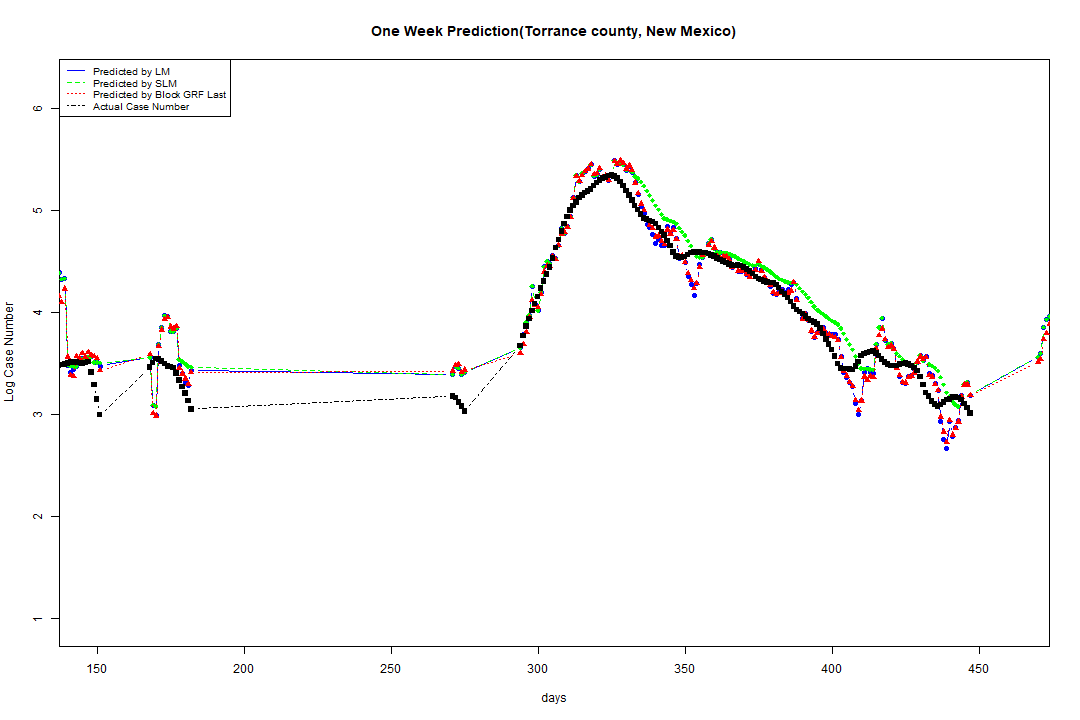 One Week Prediction(Torrance county, New Mexico)
Predicted by LM
Predicted by SLM
Predicted by Block GRF Last
Actual Case Number
Log Case Number
6
5
4
3
2
1
150 200 250 300 350 400 450
days